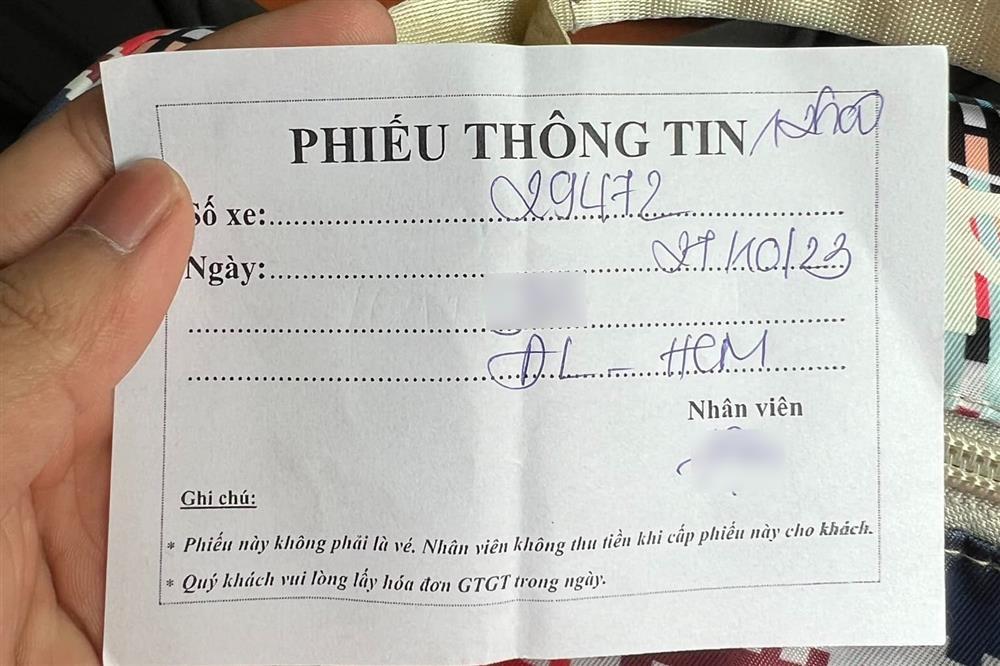 PHIẾU THÔNG TIN
Số xe: 29472
Ngày: 27/10/23
ĐL - HCM
Nhân viên
Ghi chú:
* Phiếu này không phải là vé. Nhân viên không thu tiền khi cấp phiếu này cho khách.
* Quý khách vui lòng lấy hóa đơn GTGT trong ngày.